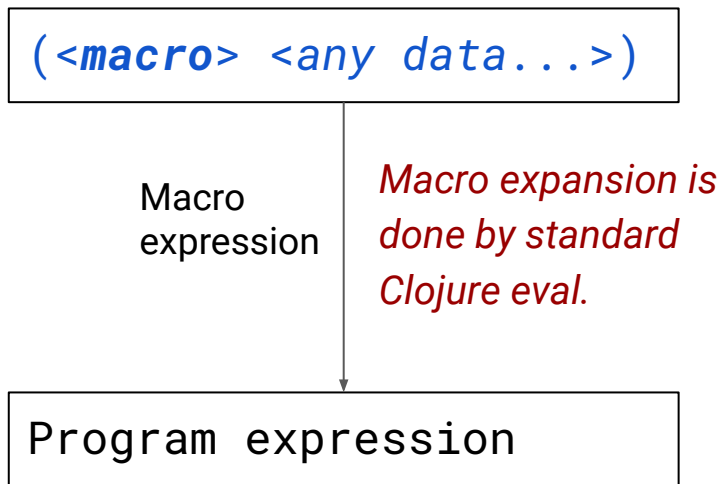 (<macro> <any data...>)
Macro
expression
Macro expansion is
done by standard
Clojure eval.
Program expression